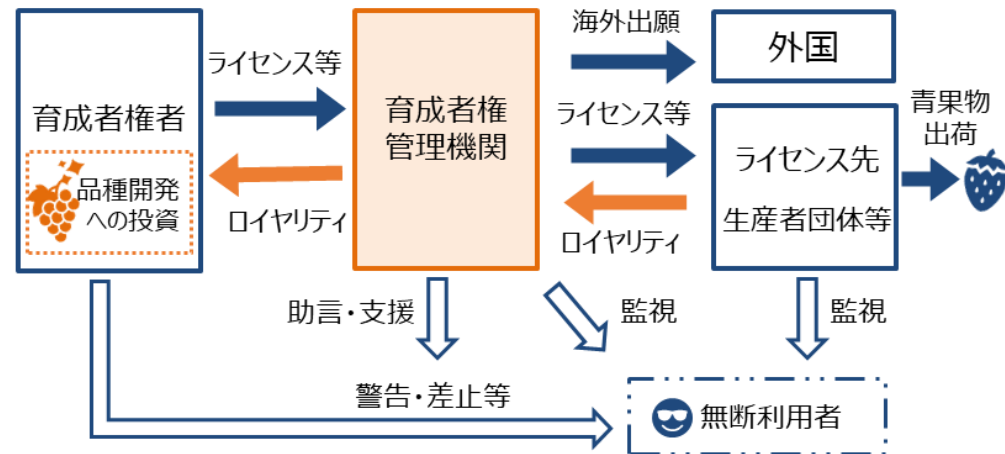 海外出願
外国
ライセンス等
育成者権者
育成者権
管理機関
ライセンス等
青果物
出荷
ライセンス先
生産者団体等
品種開発
への投資
ロイヤリティ
ロイヤリティ
助言・支援
監視
監視
警告・差止等
無断利用者